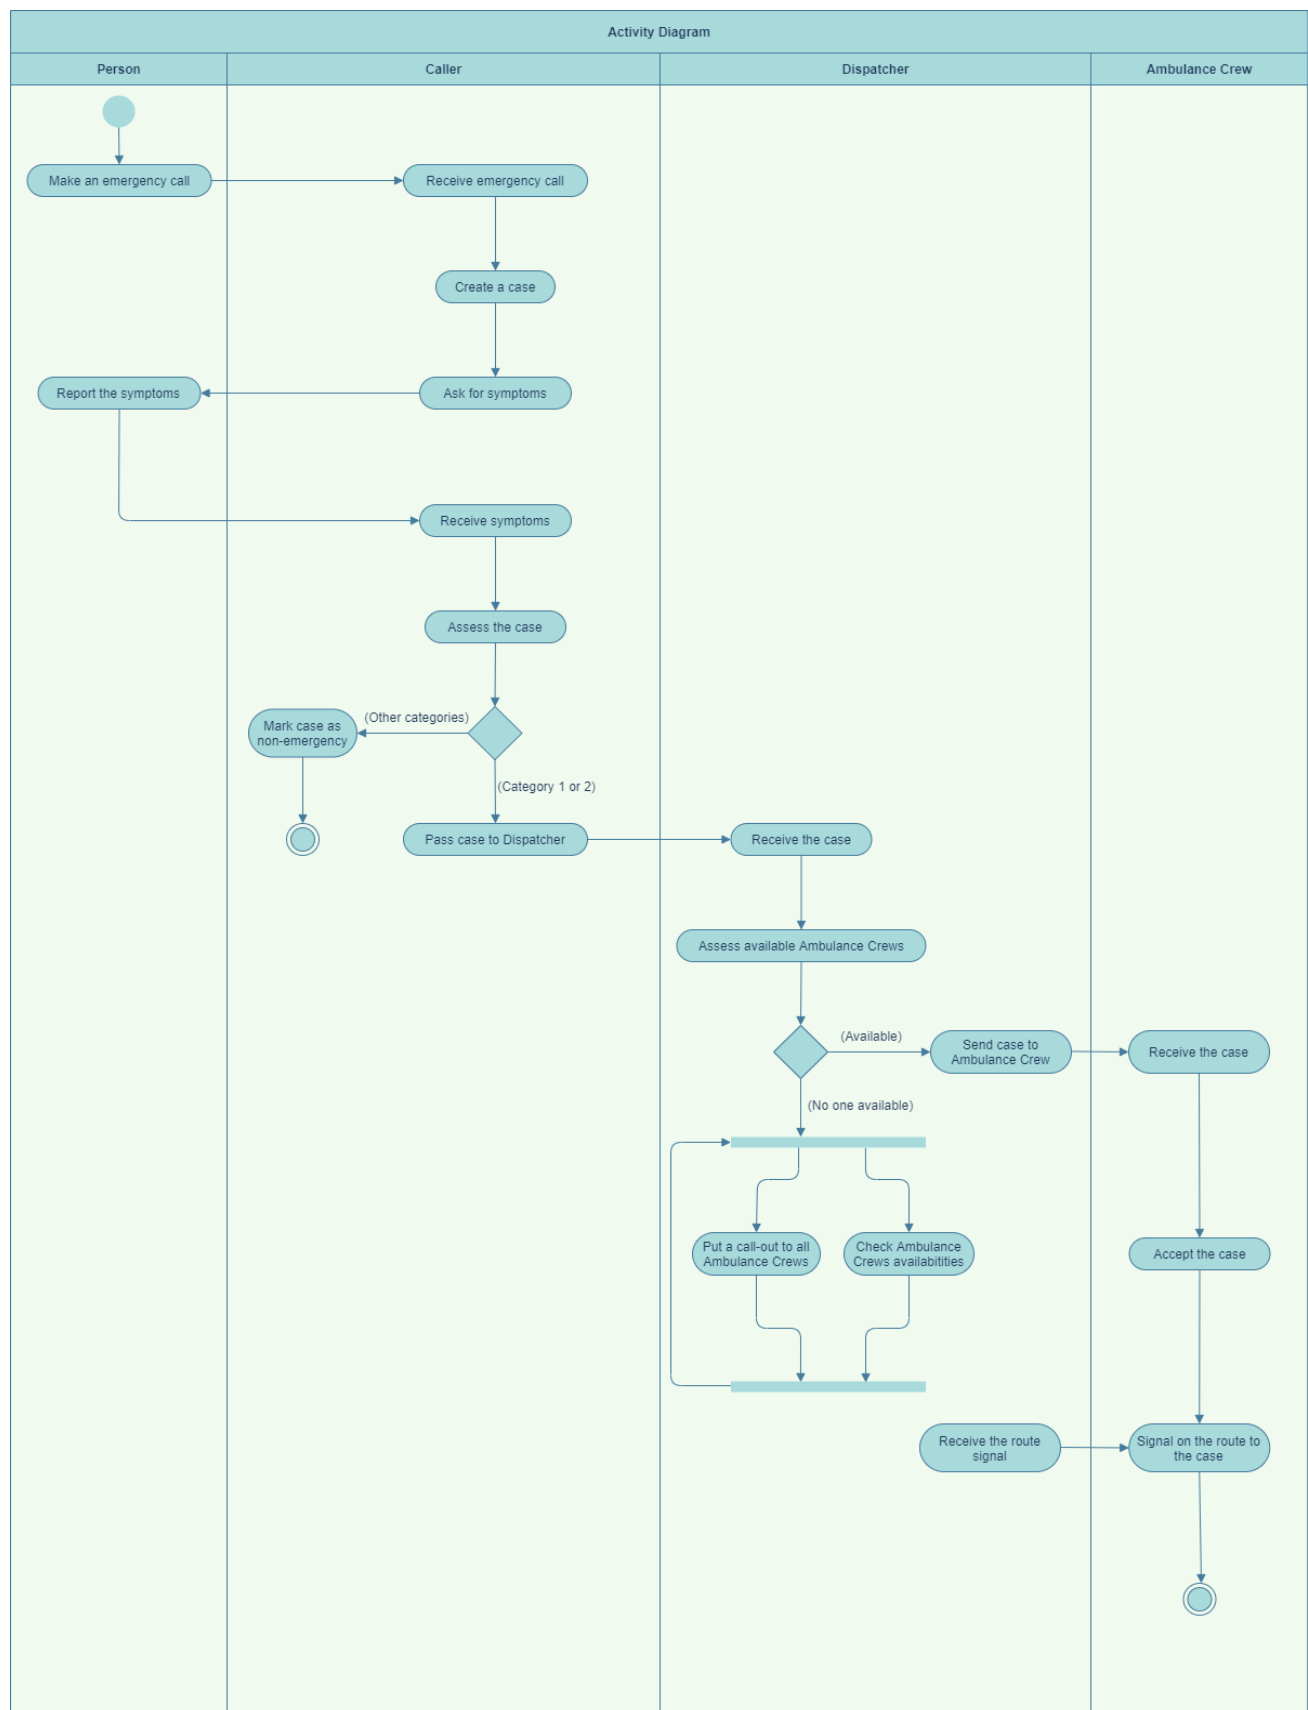 Activity Diagram
Person
Caller
Dispatcher
Ambulance Crew
Make an emergency call
Receive emergency call
Create a case
Report the symptoms
Ask for symptoms
Receive symptoms
Assess the case
Mark case as
non-emergency
(Other categories)
(Category 1 or 2)
Pass case to Dispatcher
Receive the case
Assess available Ambulance Crews
(Available)
Send case to
Ambulance Crew
Receive the case
(No one available)
Put a call-out to all
Ambulance Crews
Check Ambulance
Crews availabitities
Accept the case
Receive the route
signal
Signal on the route to
the case